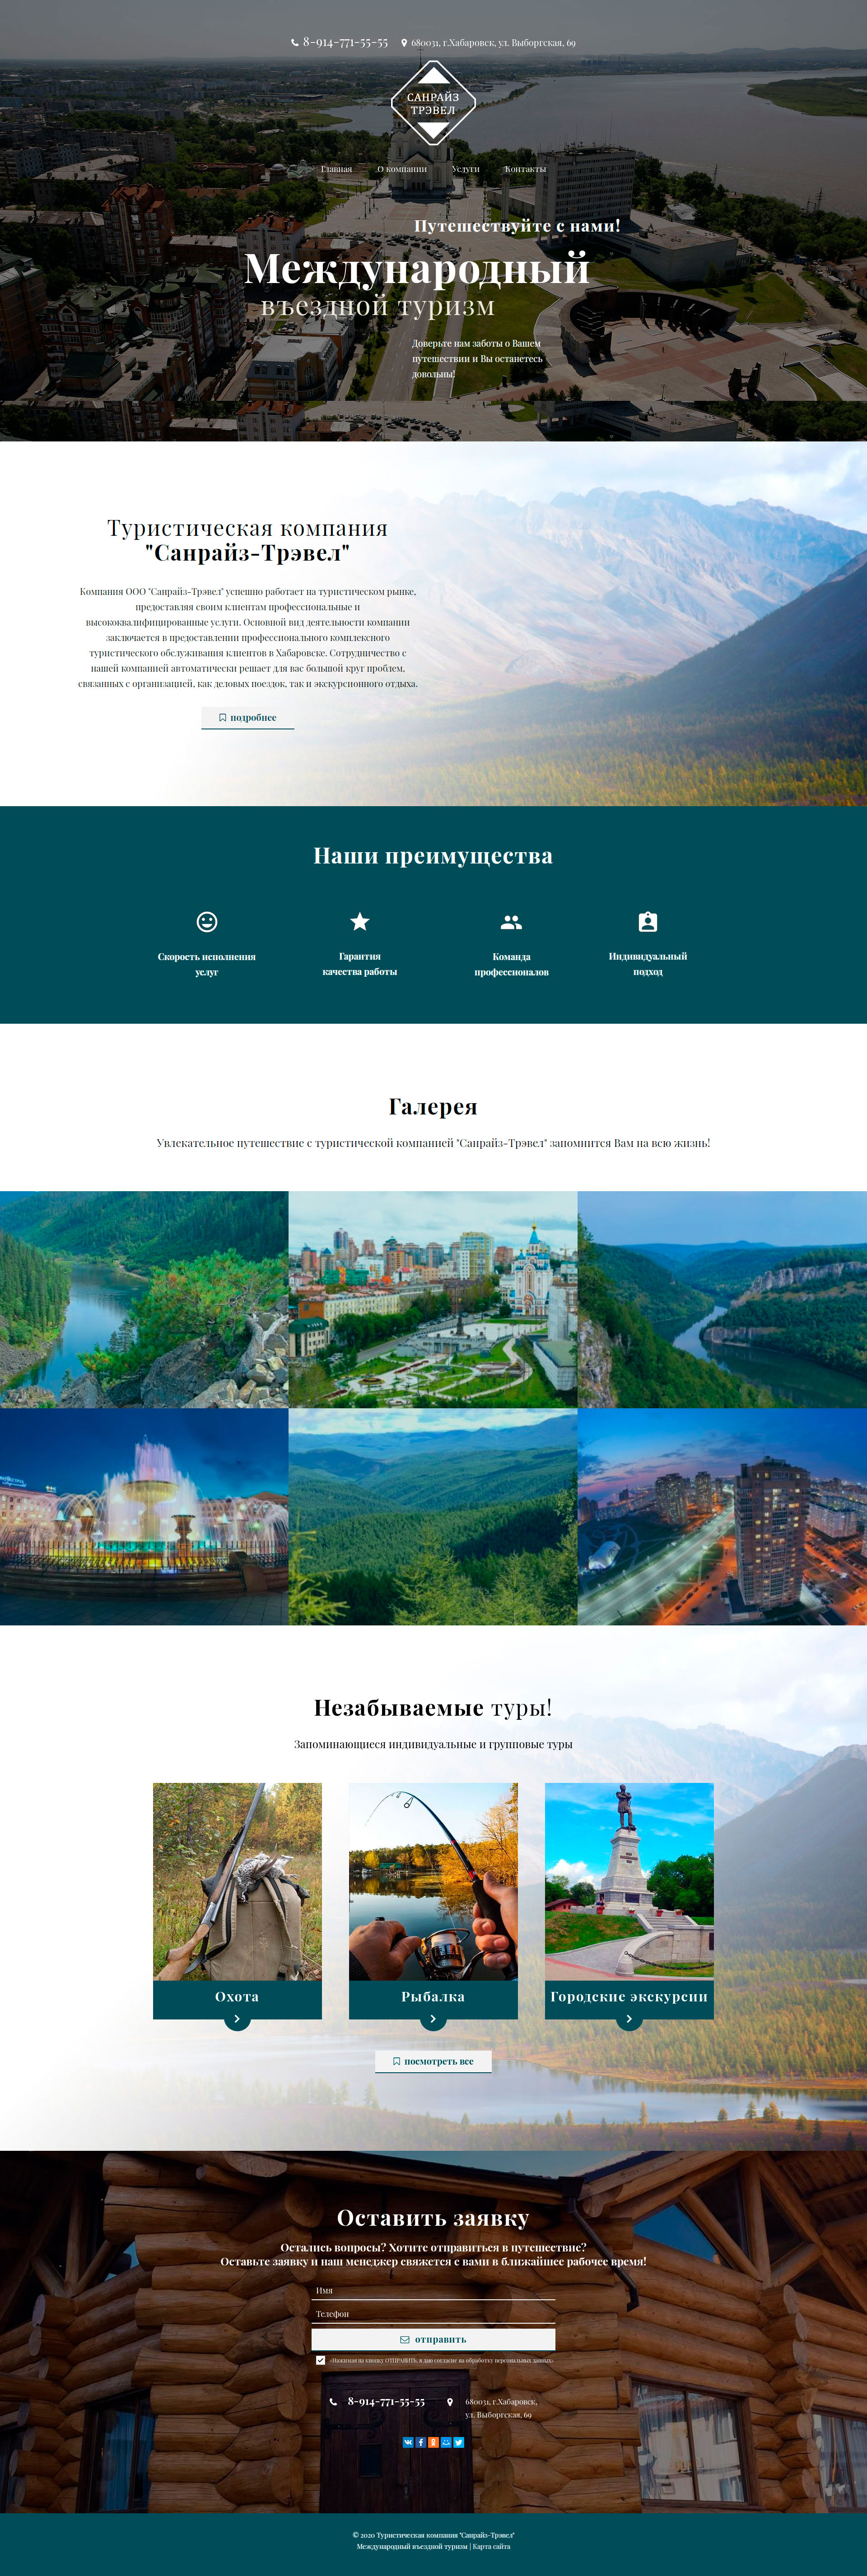 8-914-771-55-55 680031, г.Хабаровск, ул. Выборгская, 69
САНРАЙЗ
ТРЭВЕЛ
Главная О компании Услуги Контакты
Путешествуйте с нами!
Международный
въездной туризм
Доверьте нам заботы о Вашем
путешествии и Вы останетесь
довольны!
Туристическая компания
"Санрайз-Трэвел"
Компания ООО "Санрайз-Трэвел" успешно работает на туристическом рынке,
предоставляя своим клиентам профессиональные и
высококвалифицированные услуги. Основной вид деятельности компании
заключается в предоставлении профессионального комплексного
туристического обслуживания клиентов в Хабаровске. Сотрудничество с
нашей компанией автоматически решает для вас большой круг проблем,
связанных с организацией, как деловых поездок, так и экскурсионного отдыха.
подробнее
Наши преимущества
Скорость исполнения
услуг
Гарантия
качества работы
Команда
профессионалов
Индивидуальный
подход
Галерея
Увлекательное путешествие с туристической компанией "Санрайз-Трэвел" запомнится Вам на всю жизнь!
Незабываемые туры!
Запоминающиеся индивидуальные и групповые туры
Охота
Рыбалка
Городские экскурсии
посмотреть все
Оставить заявку
Остались вопросы? Хотите отправиться в путешествие?
Оставьте заявку и наш менеджер свяжется с вами в ближайшее рабочее время!
Имя
Телефон
отправить
«Нажимая на кнопку ОТПРАВИТЬ, я даю согласие на обработку персональных данных»
8-914-771-55-55
680031, г.Хабаровск,
ул. Выборгская, 69
© 2020 Туристическая компания "Санрайз-Трэвел"
Международный въездной туризм | Карта сайта